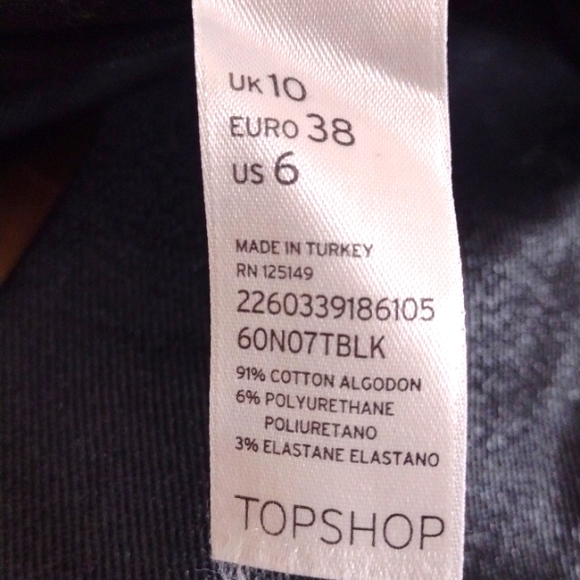 UK 10
EURO 38
US 6
MADE IN TURKEY
RN 125149
2260339186105
60N07TBLK
91% COTTON ALGODON
6% POLYURETHANE
POLIURETANO
3% ELASTANE ELASTANO
TOPSHOP